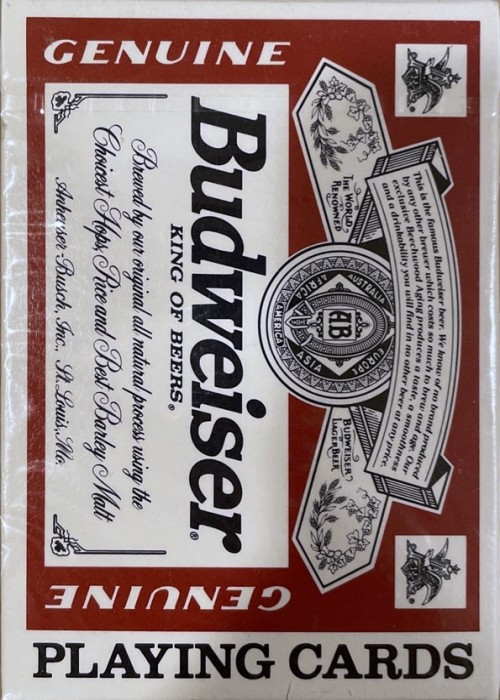 GENUINE
This is the famous Budweiser beer. We know of no brand produced
by any other brewer which costs so much to brew and age. Our
exclusive Beechwood Aging produces a taste, a smoothness
and a drinkability you will find in no other beer at any price.
THE WORLD
RENOWNED
BUDWEISER
LAGER BEER
AFRICA
AUSTRALIA
EUROPE
ASIA
AMERICA
AB
Budweiser®
KING OF BEERS®
Brewed by our original all natural process using the
Choicest Hops, Rice and Best Barley Malt
Anheuser-Busch, Inc., St. Louis, Mo.
GENUINE
PLAYING CARDS